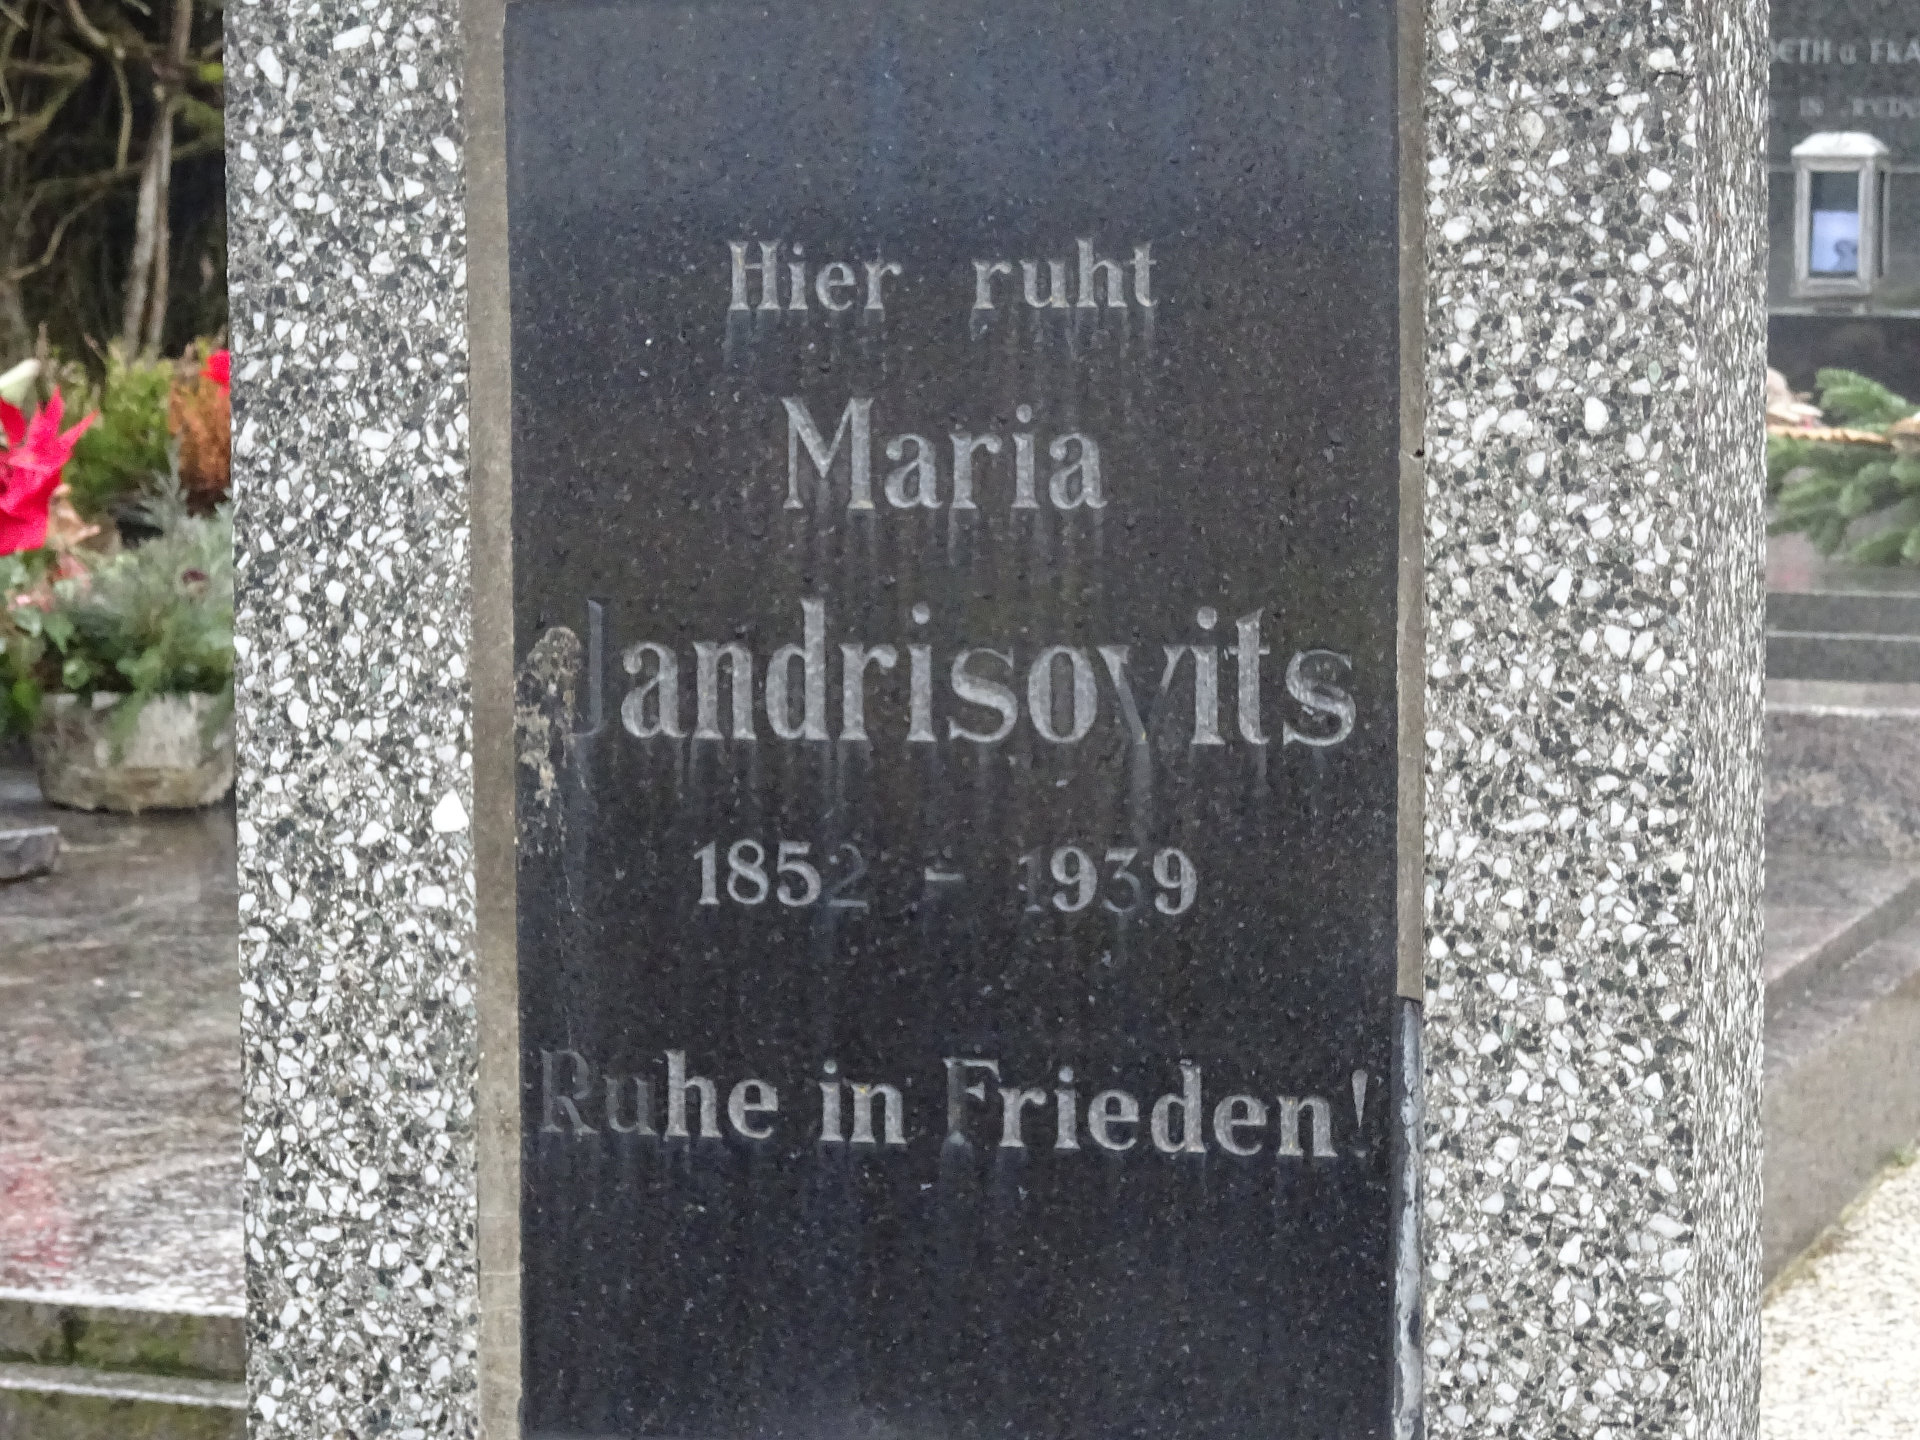 Hier ruht
Maria
Jandrisovits
1852 - 1939
Ruhe in Frieden!